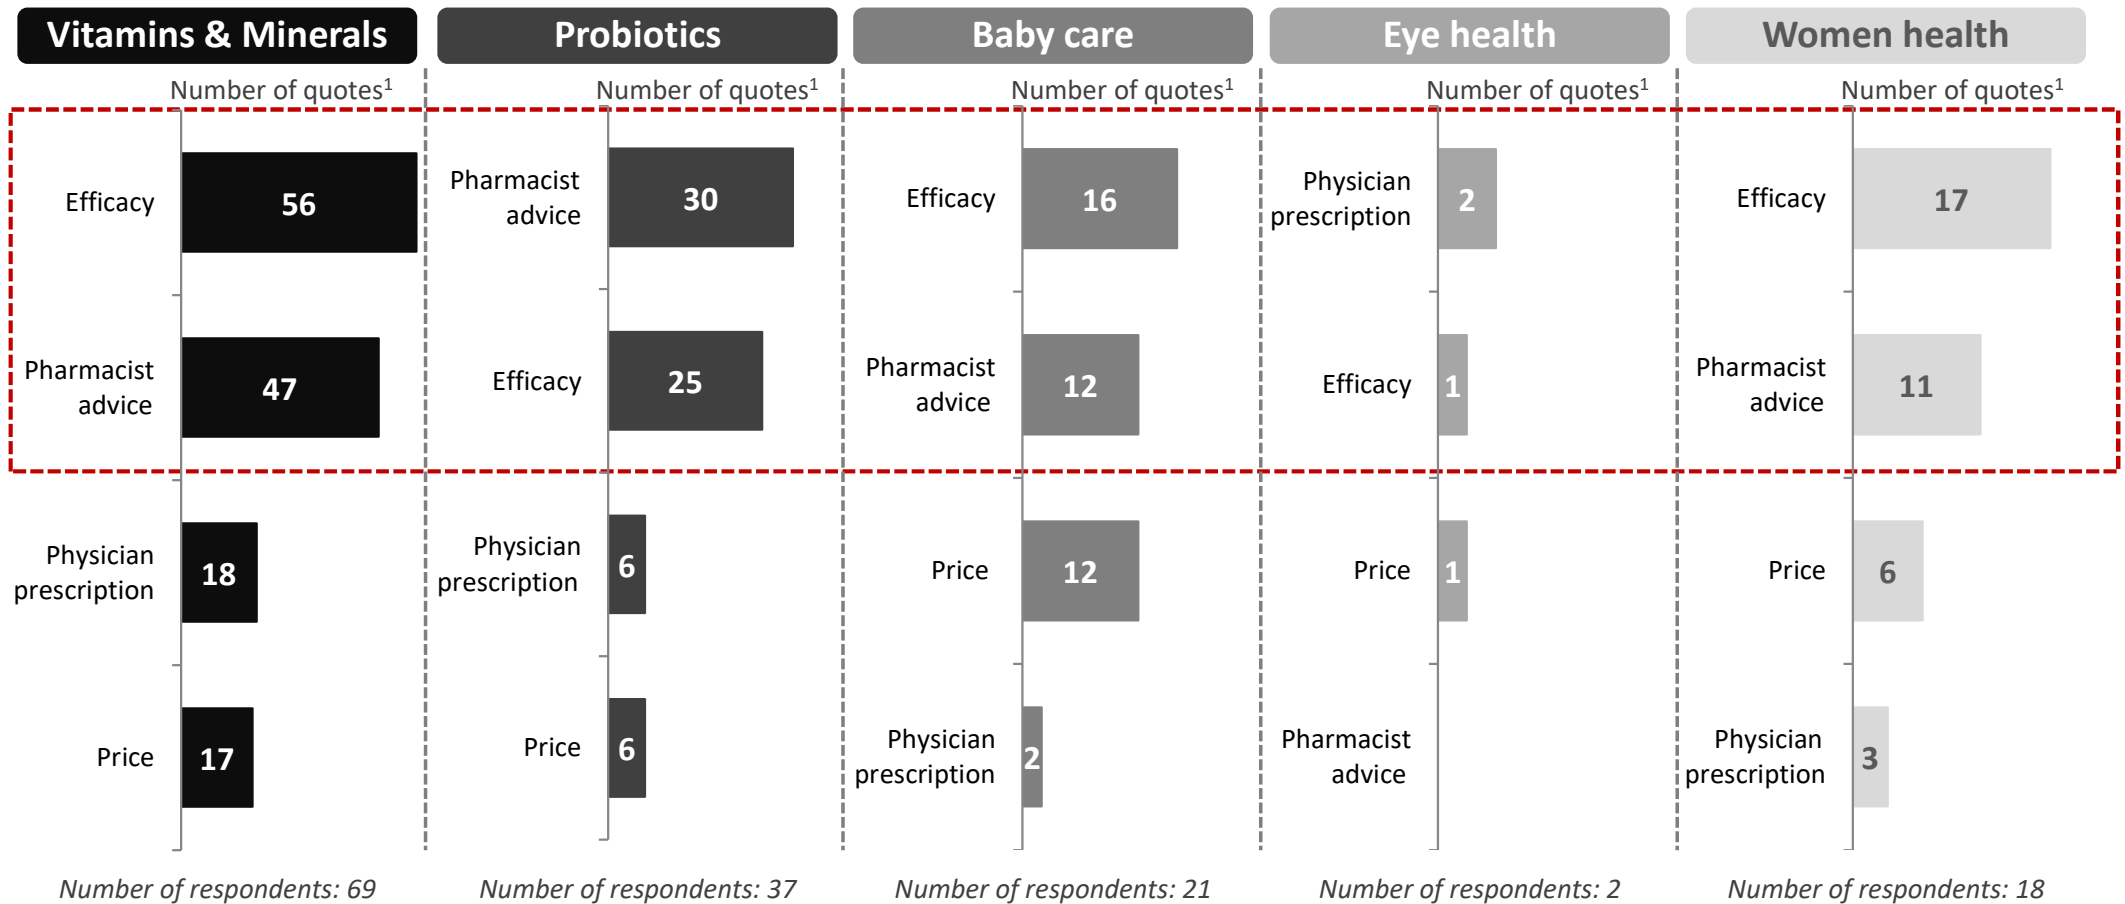 Vitamins & Minerals
Number of quotes¹
Efficacy
56
Pharmacist
advice
47
Physician
prescription
18
Price
17
Number of respondents: 69
Probiotics
Number of quotes¹
Pharmacist
advice
30
Efficacy
25
Physician
prescription
6
Price
6
Number of respondents: 37
Baby care
Number of quotes¹
Efficacy
16
Pharmacist
advice
12
Price
12
Physician
prescription
2
Number of respondents: 21
Eye health
Number of quotes¹
Physician
prescription
2
Efficacy
1
Price
1
Pharmacist
advice
Number of respondents: 2
Women health
Number of quotes¹
Efficacy
17
Pharmacist
advice
11
Price
6
Physician
prescription
3
Number of respondents: 18